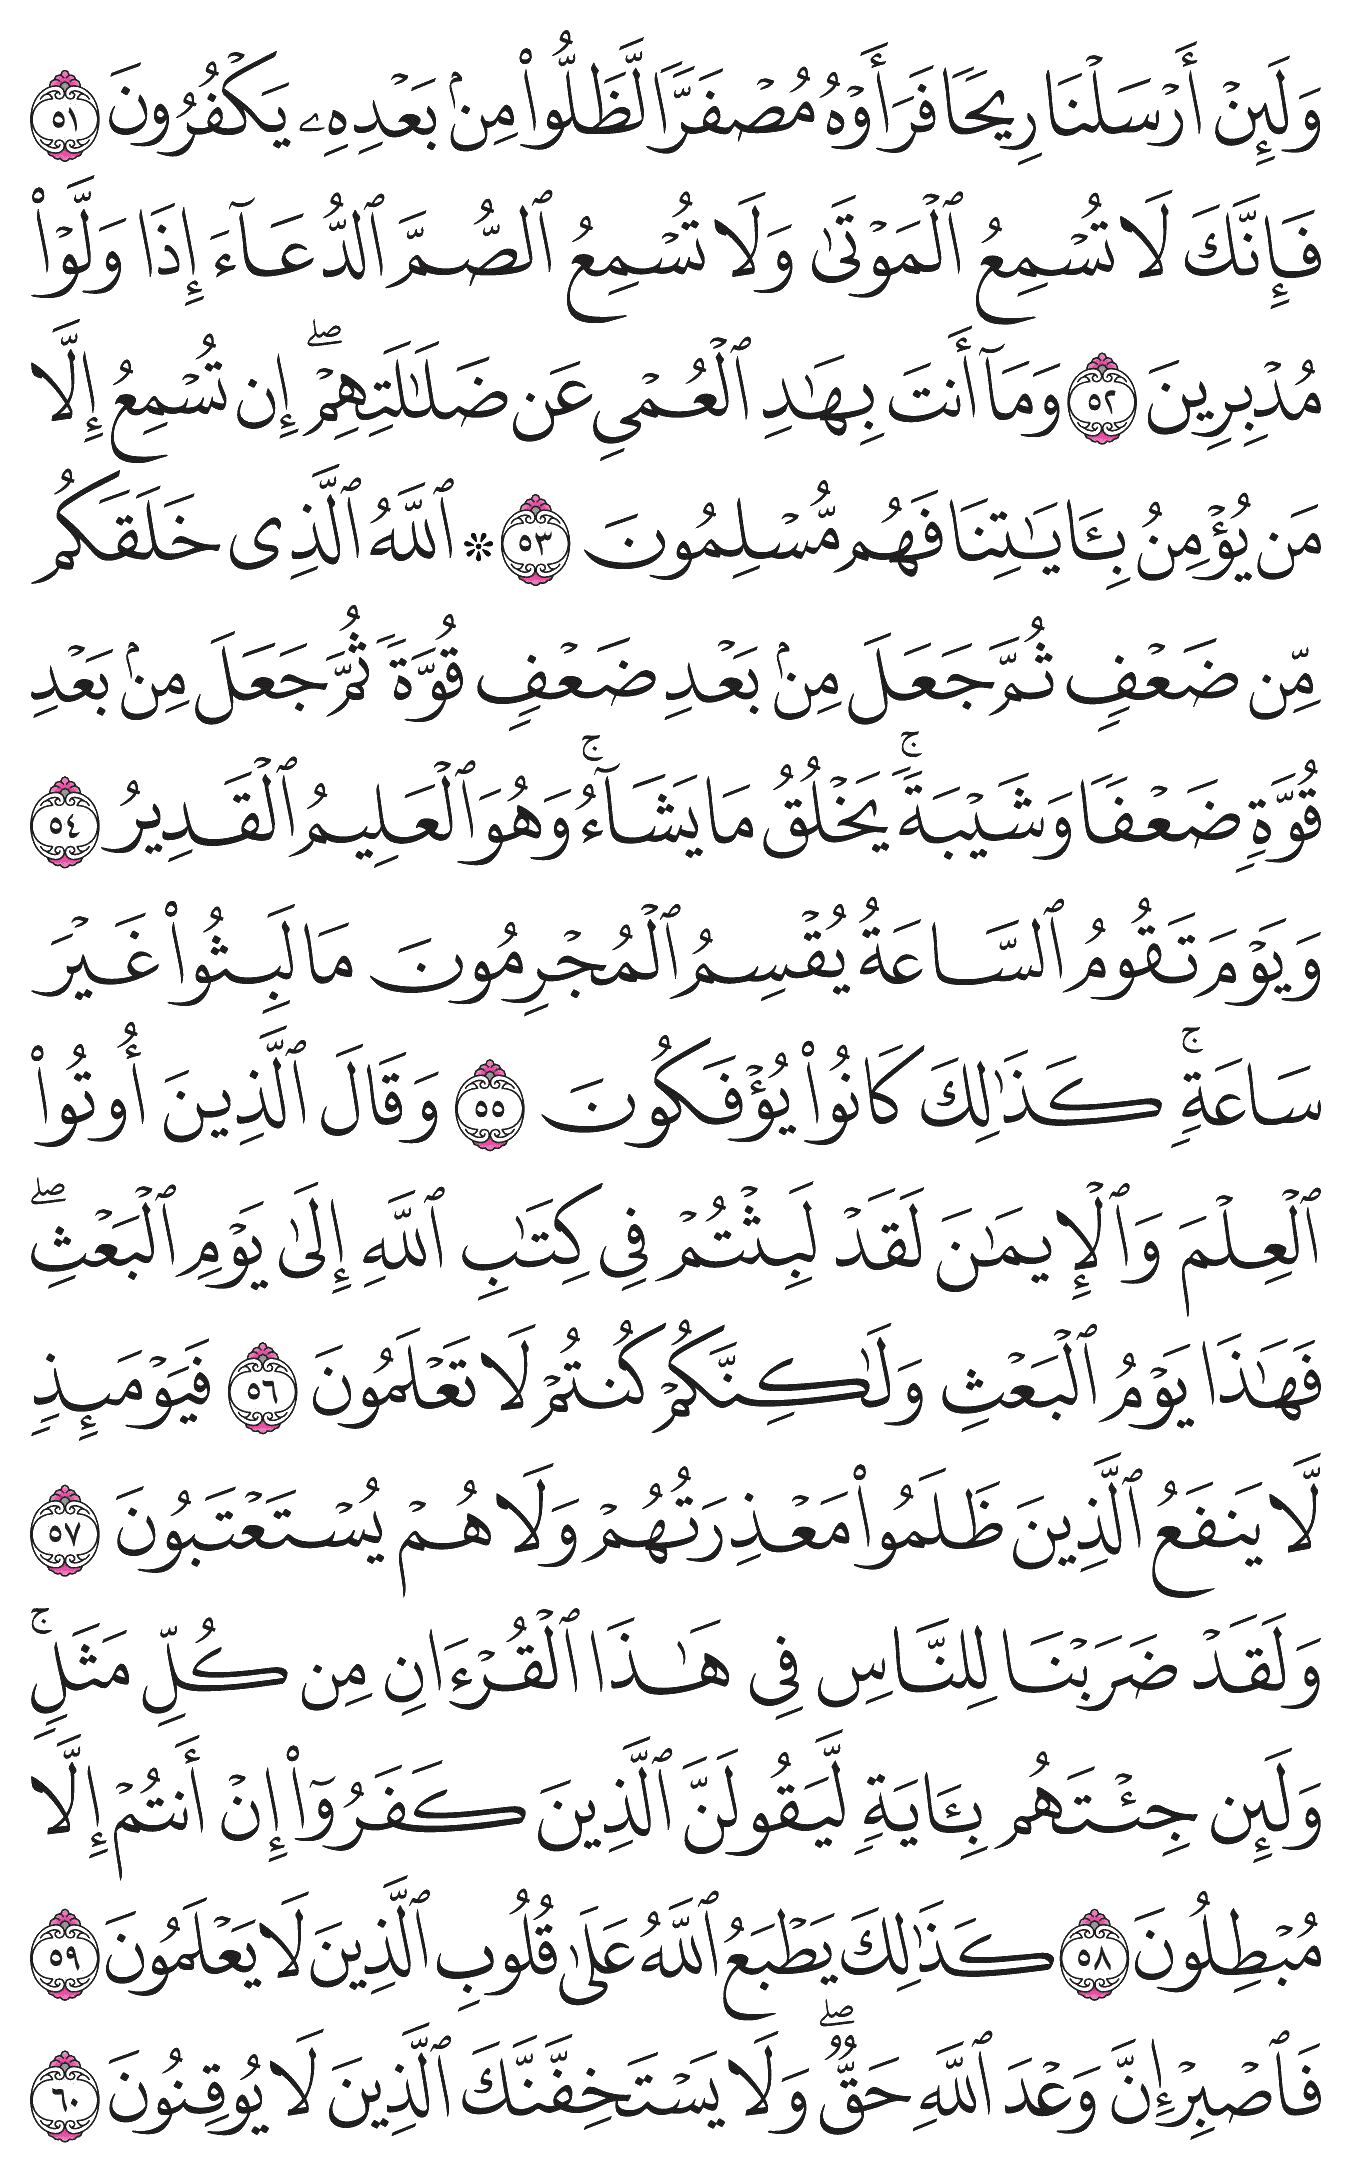 وَلَئِنۡ أَرۡسَلۡنَا رِيحٗا فَرَأَوۡهُ مُصۡفَرّٗا لَّظَلُّواْ مِنۢ بَعۡدِهِۦ يَكۡفُرُونَ ٥١
فَإِنَّكَ لَا تُسۡمِعُ ٱلۡمَوۡتَىٰ وَلَا تُسۡمِعُ ٱلصُّمَّ ٱلدُّعَآءَ إِذَا وَلَّوۡاْ
مُدۡبِرِينَ ٥٢ وَمَآ أَنتَ بِهَٰدِ ٱلۡعُمۡيِ عَن ضَلَٰلَتِهِمۡۖ إِن تُسۡمِعُ إِلَّا
مَن يُؤۡمِنُ بِـَٔايَٰتِنَا فَهُم مُّسۡلِمُونَ ٥٣ ۞ ٱللَّهُ ٱلَّذِي خَلَقَكُم
مِّن ضَعۡفٖ ثُمَّ جَعَلَ مِنۢ بَعۡدِ ضَعۡفٖ قُوَّةٗ ثُمَّ جَعَلَ مِنۢ بَعۡدِ
قُوَّةٖ ضَعۡفٗا وَشَيۡبَةٗۚ يَخۡلُقُ مَا يَشَآءُۚ وَهُوَ ٱلۡعَلِيمُ ٱلۡقَدِيرُ ٥٤
وَيَوۡمَ تَقُومُ ٱلسَّاعَةُ يُقۡسِمُ ٱلۡمُجۡرِمُونَ مَا لَبِثُواْ غَيۡرَ
سَاعَةٖۚ كَذَٰلِكَ كَانُواْ يُؤۡفَكُونَ ٥٥ وَقَالَ ٱلَّذِينَ أُوتُواْ
ٱلۡعِلۡمَ وَٱلۡإِيمَٰنَ لَقَدۡ لَبِثۡتُمۡ فِي كِتَٰبِ ٱللَّهِ إِلَىٰ يَوۡمِ ٱلۡبَعۡثِۖ
فَهَٰذَا يَوۡمُ ٱلۡبَعۡثِ وَلَٰكِنَّكُمۡ كُنتُمۡ لَا تَعۡلَمُونَ ٥٦ فَيَوۡمَئِذٖ
لَّا يَنفَعُ ٱلَّذِينَ ظَلَمُواْ مَعۡذِرَتُهُمۡ وَلَا هُمۡ يُسۡتَعۡتَبُونَ ٥٧
وَلَقَدۡ ضَرَبۡنَا لِلنَّاسِ فِي هَٰذَا ٱلۡقُرۡءَانِ مِن كُلِّ مَثَلٖۚ
وَلَئِن جِئۡتَهُم بِـَٔايَةٖ لَّيَقُولَنَّ ٱلَّذِينَ كَفَرُوٓاْ إِنۡ أَنتُمۡ إِلَّا
مُبۡطِلُونَ ٥٨ كَذَٰلِكَ يَطۡبَعُ ٱللَّهُ عَلَىٰ قُلُوبِ ٱلَّذِينَ لَا يَعۡلَمُونَ ٥٩
فَٱصۡبِرۡ إِنَّ وَعۡدَ ٱللَّهِ حَقّٞۖ وَلَا يَسۡتَخِفَّنَّكَ ٱلَّذِينَ لَا يُوقِنُونَ ٦٠